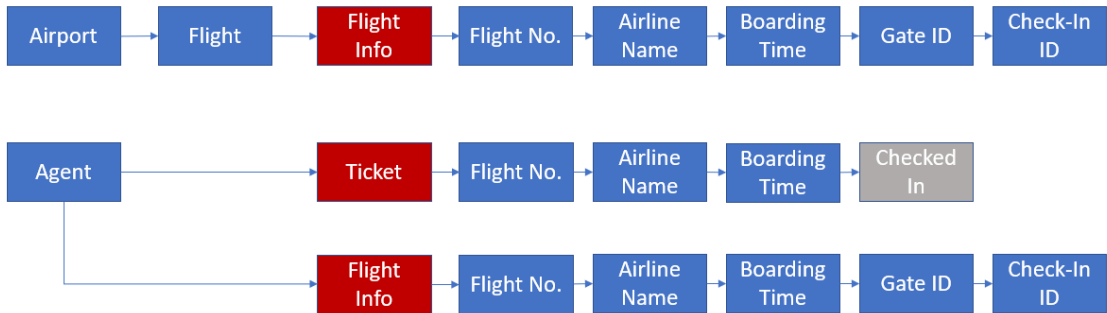 Airport
Flight
Flight
Info
Flight No.
Airline
Name
Boarding
Time
Gate ID
Check-In
ID
Agent
Ticket
Flight No.
Airline
Name
Boarding
Time
Checked
In
Flight
Info
Flight No.
Airline
Name
Boarding
Time
Gate ID
Check-In
ID